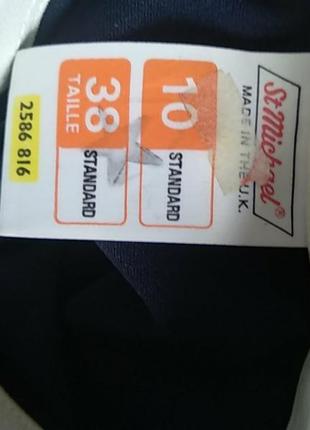 St Michael®
MADE IN THE U.K.
10
STANDARD
38
TAILLE
STANDARD
2586 816